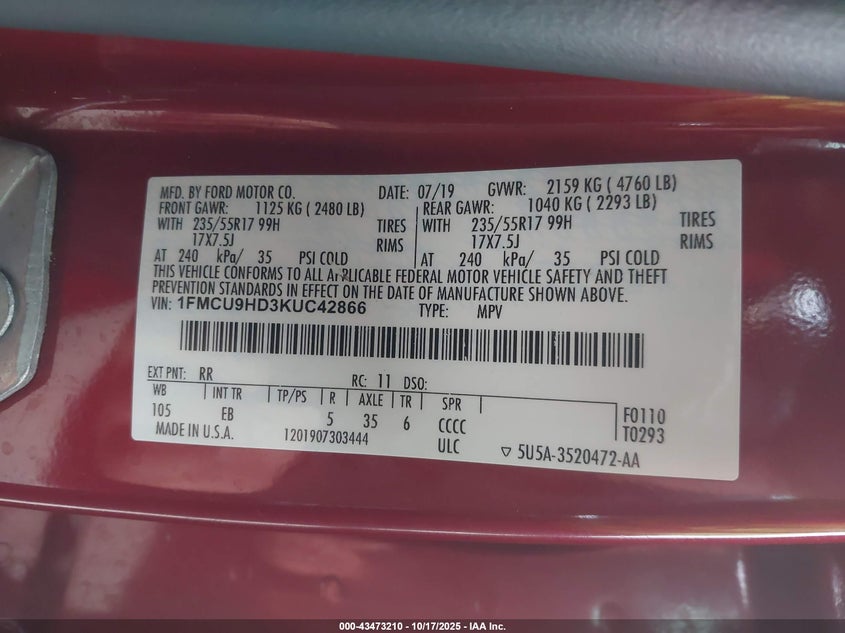 MFD. BY FORD MOTOR CO. DATE: 07/19 GVWR: 2159 KG ( 4760 LB)
FRONT GAWR: 1125 KG ( 2480 LB) REAR GAWR: 1040 KG ( 2293 LB)
WITH 235/55R17 99H TIRES WITH 235/55R17 99H TIRES
17X7.5J RIMS 17X7.5J RIMS
AT 240 kPa/ 35 PSI COLD AT 240 kPa/ 35 PSI COLD
THIS VEHICLE CONFORMS TO ALL APPLICABLE FEDERAL MOTOR VEHICLE SAFETY AND THEFT
PREVENTION STANDARDS IN EFFECT ON THE DATE OF MANUFACTURE SHOWN ABOVE.
VIN: 1FMCU9HD3KUC42866 TYPE: MPV
EXT PNT: RR RC: 11 DSO:
WB INT TR TP/PS R AXLE TR SPR
105 EB 5 35 6 CCCC F0110
MADE IN U.S.A. 1201907303444 ULC T0293
▽ 5U5A-3520472-AA
000-43473210 - 10/17/2025 - IAA Inc.